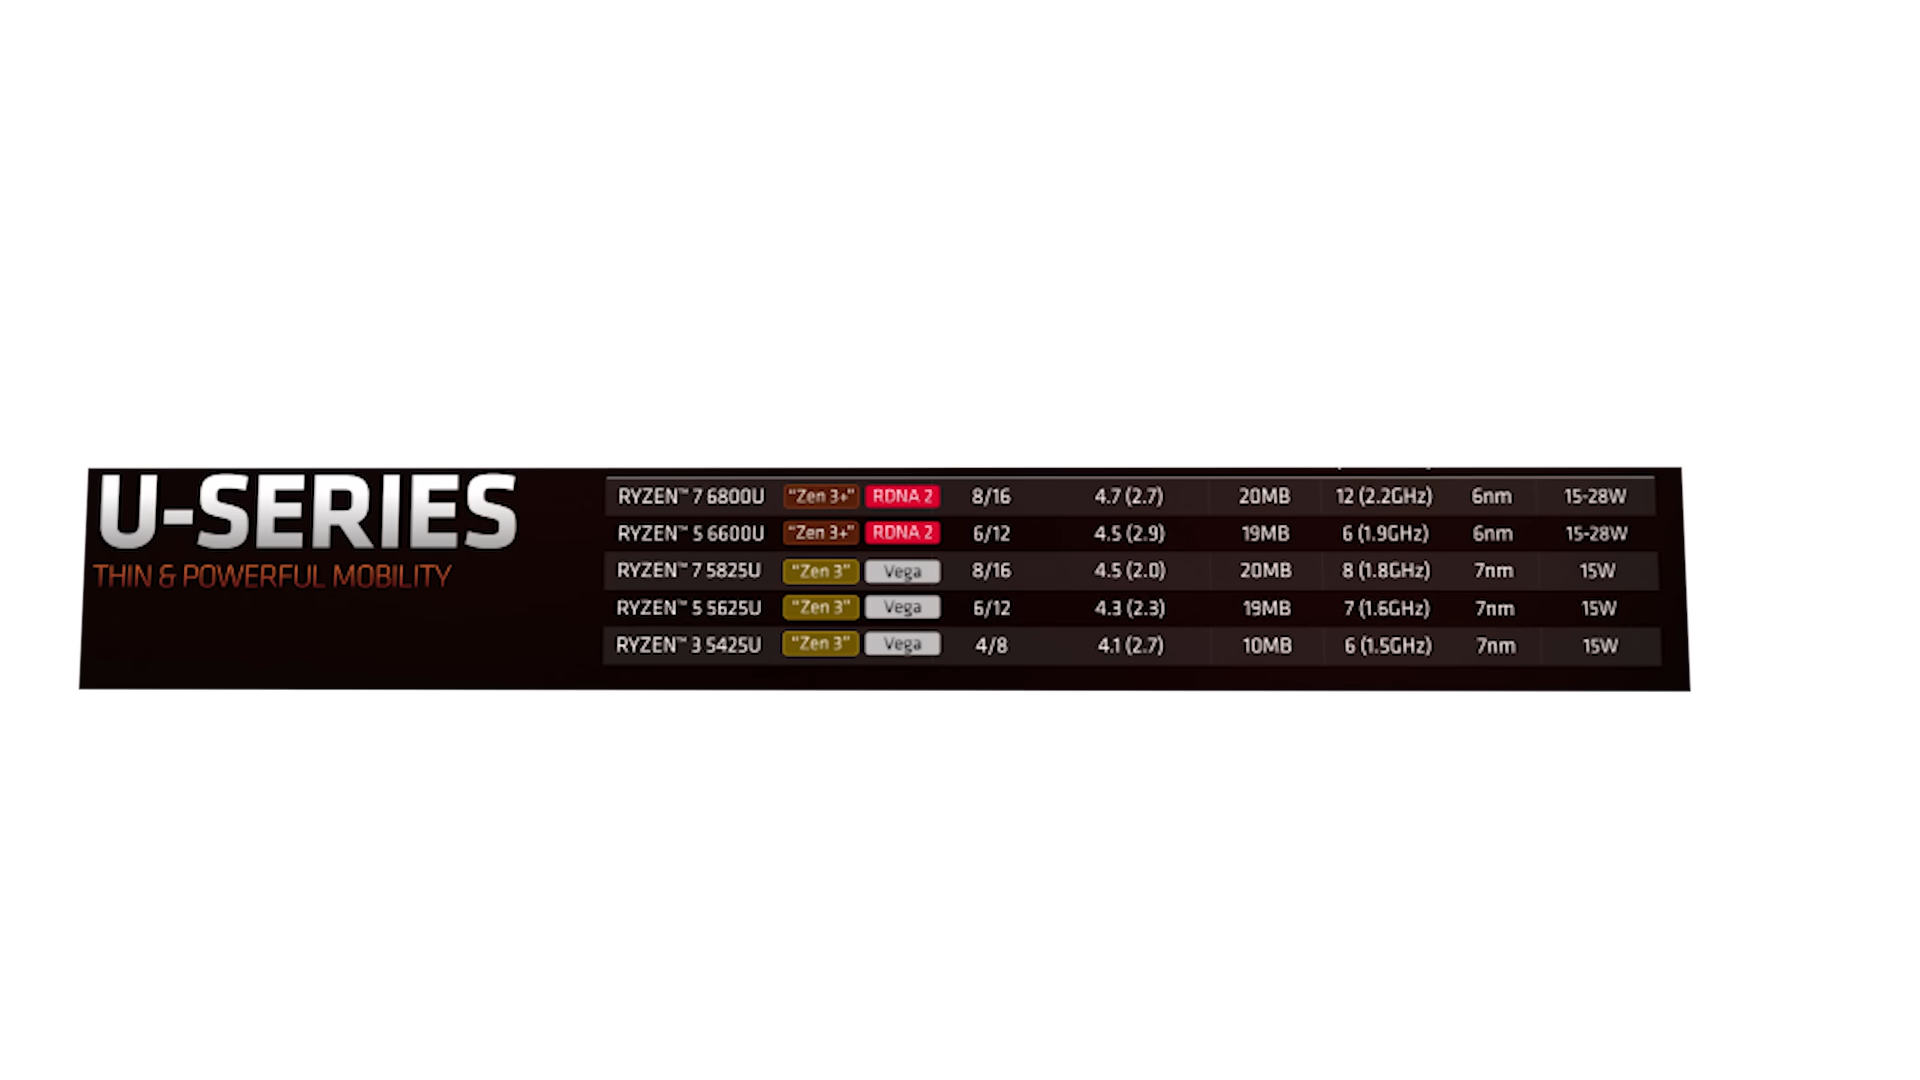 U-SERIES
THIN & POWERFUL MOBILITY
RYZEN™ 7 6800U "Zen 3+" RDNA 2 8/16 4.7 (2.7) 20MB 12 (2.2GHz) 6nm 15-28W
RYZEN™ 5 6600U "Zen 3+" RDNA 2 6/12 4.5 (2.9) 19MB 6 (1.9GHz) 6nm 15-28W
RYZEN™ 7 5825U "Zen 3" Vega 8/16 4.5 (2.0) 20MB 8 (1.8GHz) 7nm 15W
RYZEN™ 5 5625U "Zen 3" Vega 6/12 4.3 (2.3) 19MB 7 (1.6GHz) 7nm 15W
RYZEN™ 3 5425U "Zen 3" Vega 4/8 4.1 (2.7) 10MB 6 (1.5GHz) 7nm 15W